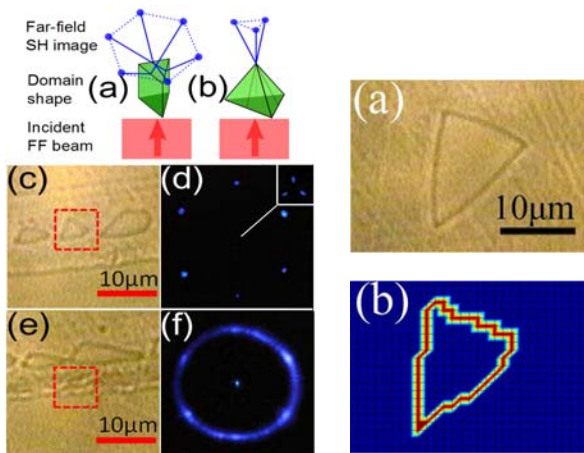 Far-field
SH image
Domain
shape
(a)
(b)
Incident
FF beam
(c)
10μm
(d)
(e)
10μm
(f)
(a)
10μm
(b)